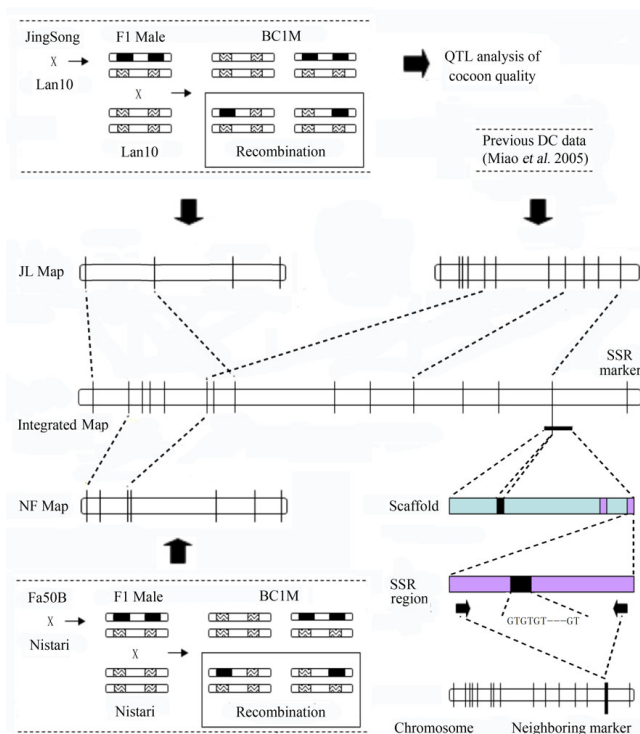 JingSong
F1 Male
BC1M
X
Lan10
X
Lan10
Recombination
QTL analysis of
cocoon quality
Previous DC data
(Miao et al. 2005)
JL Map
SSR
marker
Integrated Map
NF Map
Scaffold
SSR
region
GTGTGT---GT
Fa50B
F1 Male
BC1M
X
Nistari
X
Nistari
Recombination
Chromosome
Neighboring marker